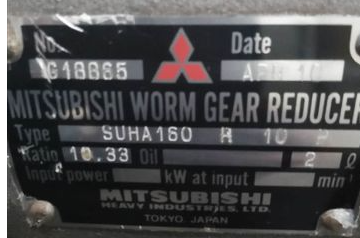 No. Date
G18865
MITSUBISHI WORM GEAR REDUCER
Type SUHA160 R 10
Ratio 10.33 Oil 2 ℓ
Input power kW at input min
MITSUBISHI
HEAVY INDUSTRIES, LTD.
TOKYO JAPAN